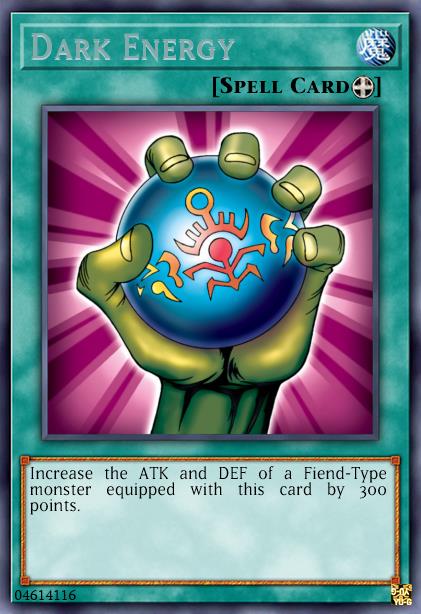 DARK ENERGY
魔
[SPELL CARD]
Increase the ATK and DEF of a Fiend-Type
monster equipped with this card by 300
points.
04614116